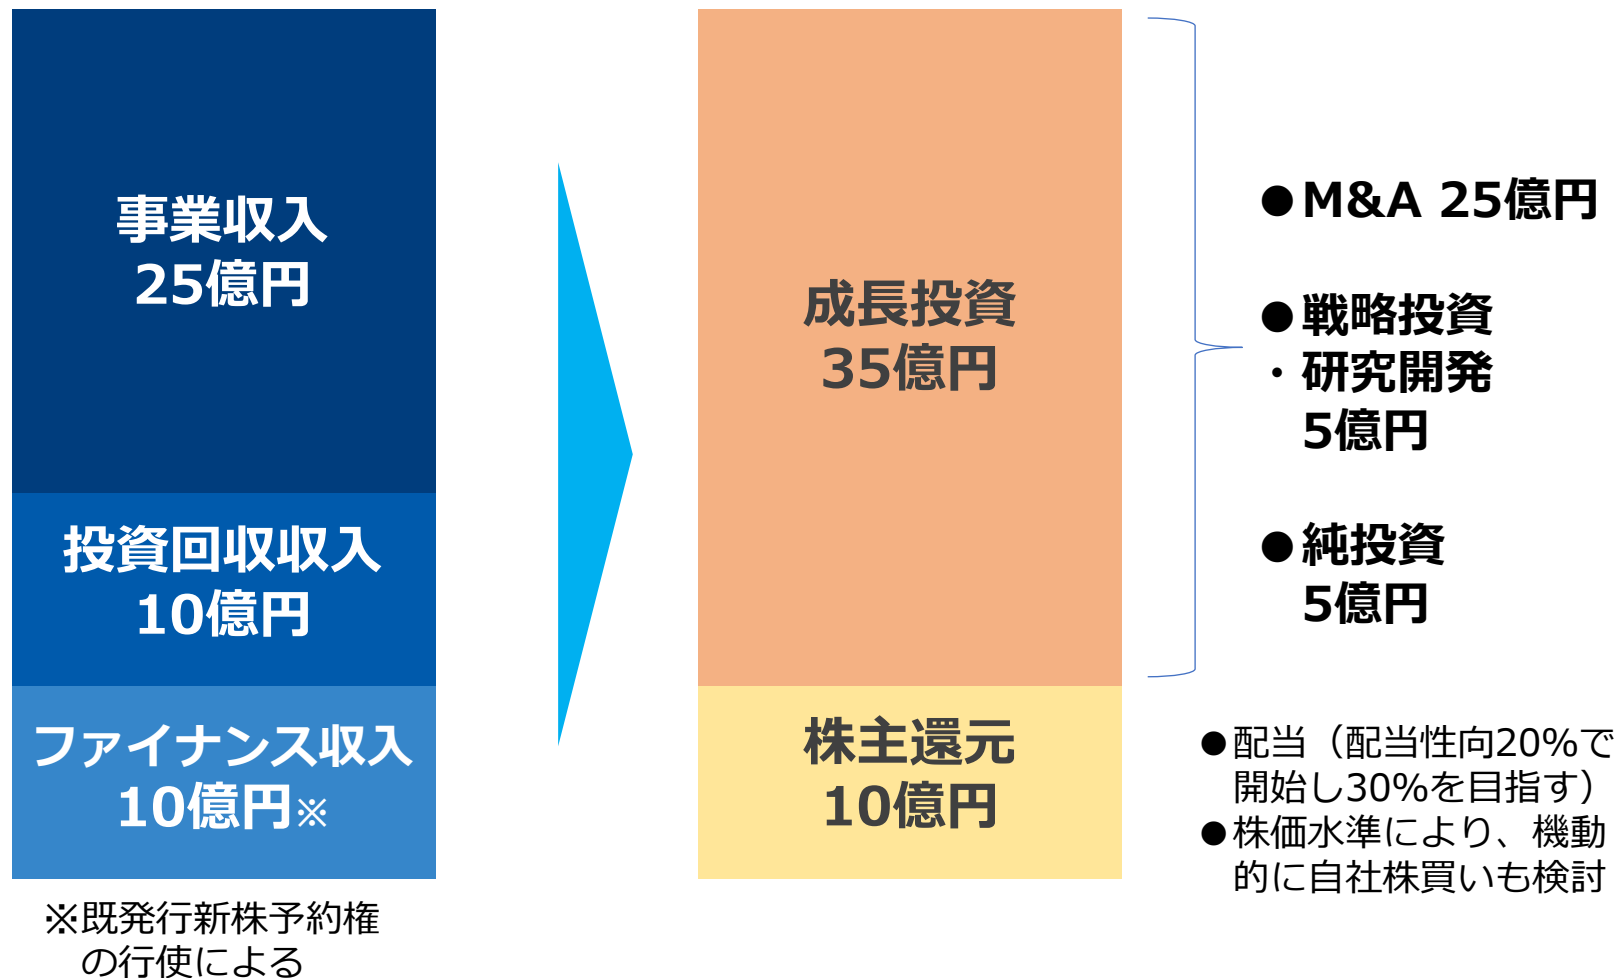 事業収入
25億円
投資回収収入
10億円
ファイナンス収入
10億円※
※既発行新株予約権
の行使による
成長投資
35億円
株主還元
10億円
●M&A 25億円
●戦略投資
・研究開発
5億円
●純投資
5億円
●配当（配当性向20%で
開始し30%を目指す）
●株価水準により、機動
的に自社株買いも検討